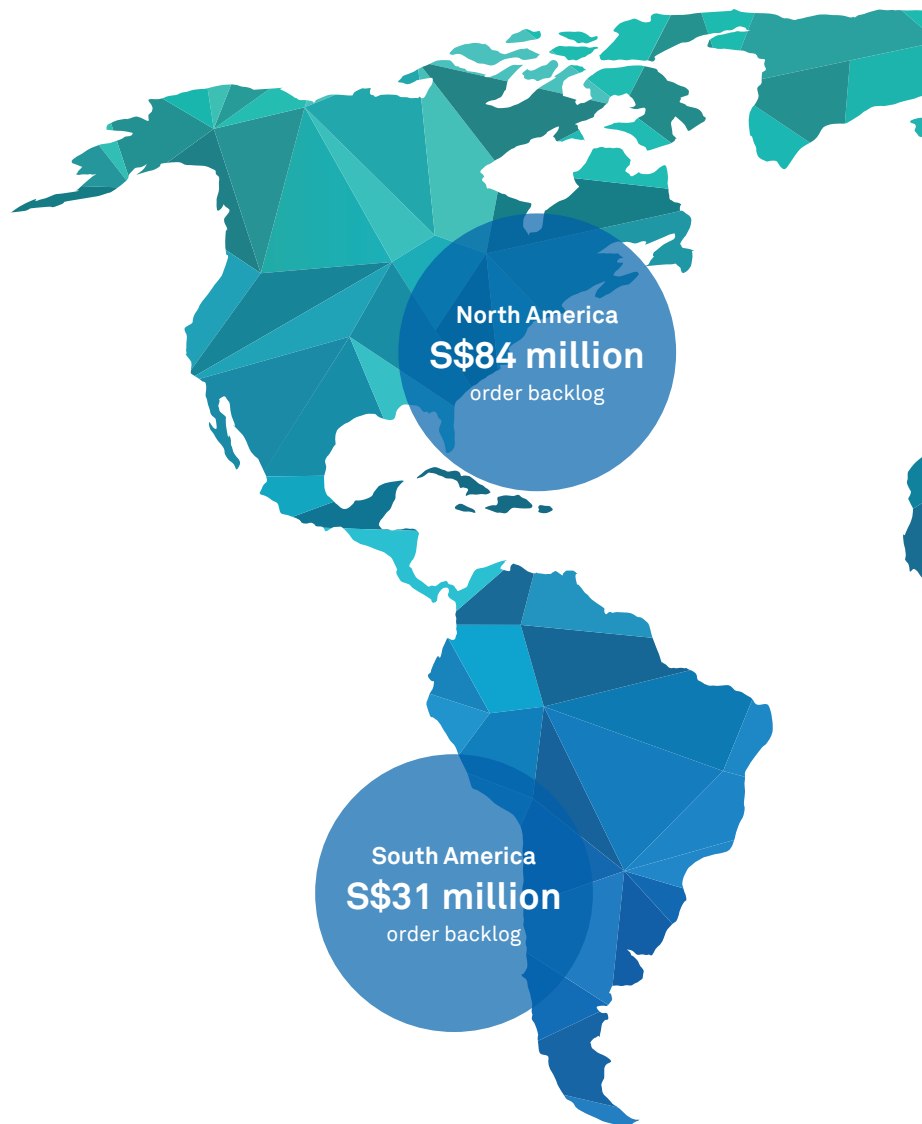 North America
S$84 million
order backlog
South America
S$31 million
order backlog